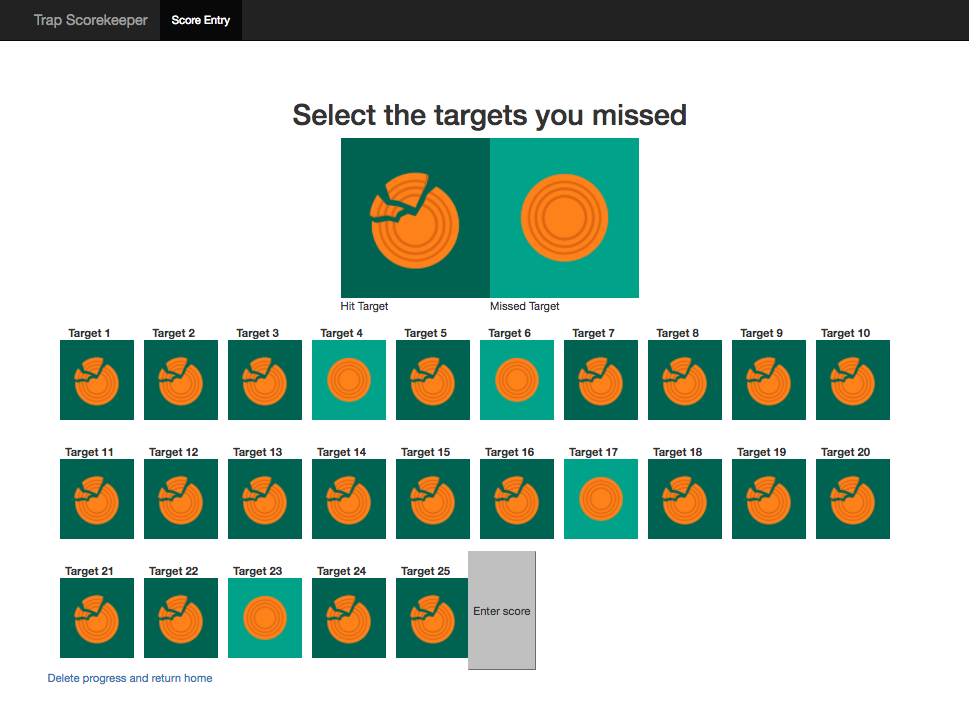 Trap Scorekeeper Score Entry
Select the targets you missed
Hit Target Missed Target
Target 1 Target 2 Target 3 Target 4 Target 5 Target 6 Target 7 Target 8 Target 9 Target 10
Target 11 Target 12 Target 13 Target 14 Target 15 Target 16 Target 17 Target 18 Target 19 Target 20
Target 21 Target 22 Target 23 Target 24 Target 25
Enter score
Delete progress and return home